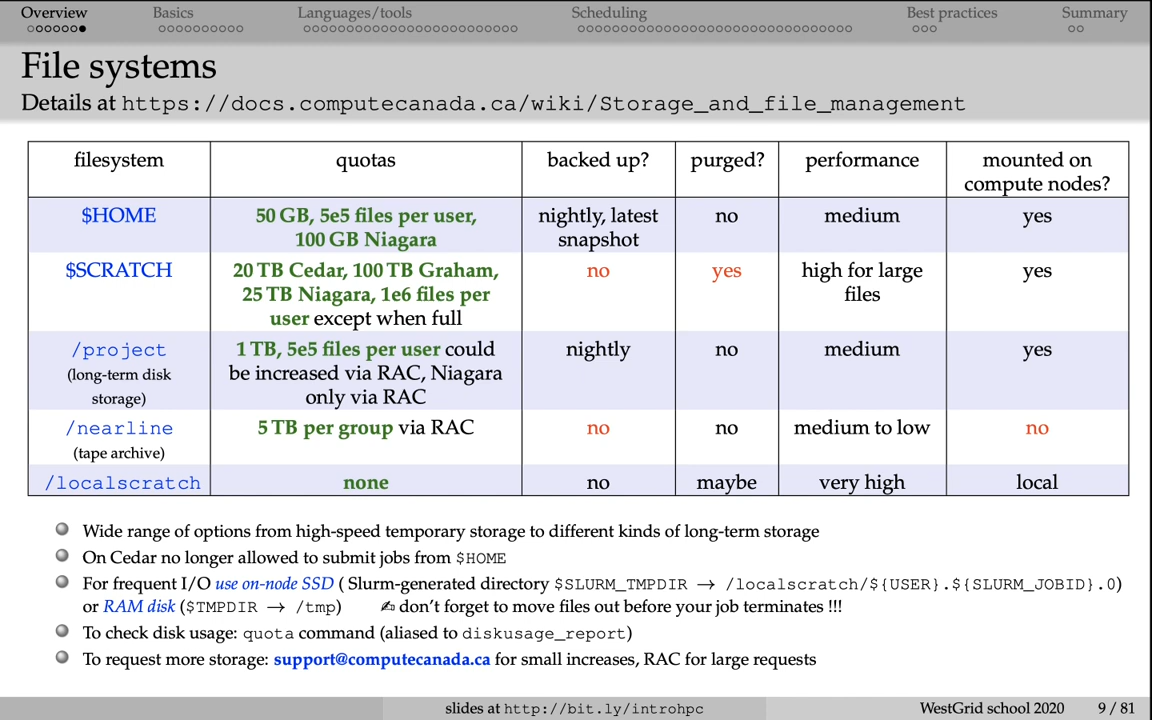 Overview Basics Languages/tools Scheduling Best practices Summary
File systems
Details at https://docs.computecanada.ca/wiki/Storage_and_file_management
filesystem quotas backed up? purged? performance mounted on
compute nodes?
$HOME 50 GB, 5e5 files per user, nightly, latest no medium yes
100 GB Niagara snapshot
$SCRATCH 20 TB Cedar, 100 TB Graham, no yes high for large yes
25 TB Niagara, 1e6 files per files
user except when full
/project 1 TB, 5e5 files per user could nightly no medium yes
(long-term disk be increased via RAC, Niagara
storage) only via RAC
/nearline 5 TB per group via RAC no no medium to low no
(tape archive)
/localscratch none no maybe very high local
Wide range of options from high-speed temporary storage to different kinds of long-term storage
On Cedar no longer allowed to submit jobs from $HOME
For frequent I/O use on-node SSD ( Slurm-generated directory $SLURM_TMPDIR → /localscratch/${USER}.${SLURM_JOBID}.0)
or RAM disk ($TMPDIR → /tmp) ✍ don't forget to move files out before your job terminates !!!
To check disk usage: quota command (aliased to diskusage_report)
To request more storage: support@computecanada.ca for small increases, RAC for large requests
slides at http://bit.ly/introhpc WestGrid school 2020 9 / 81